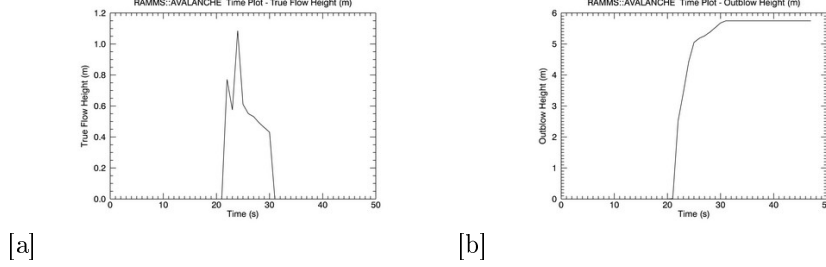 RAMMS::AVALANCHE Time Plot - True Flow Height (m)
1.2
1.0
0.8
0.6
0.4
0.2
0.0
True Flow Height (m)
0 10 20 30 40 50
Time (s)
[a]
RAMMS::AVALANCHE Time Plot - Outblow Height (m)
6
5
4
3
2
1
0
Outblow Height (m)
0 10 20 30 40 50
Time (s)
[b]